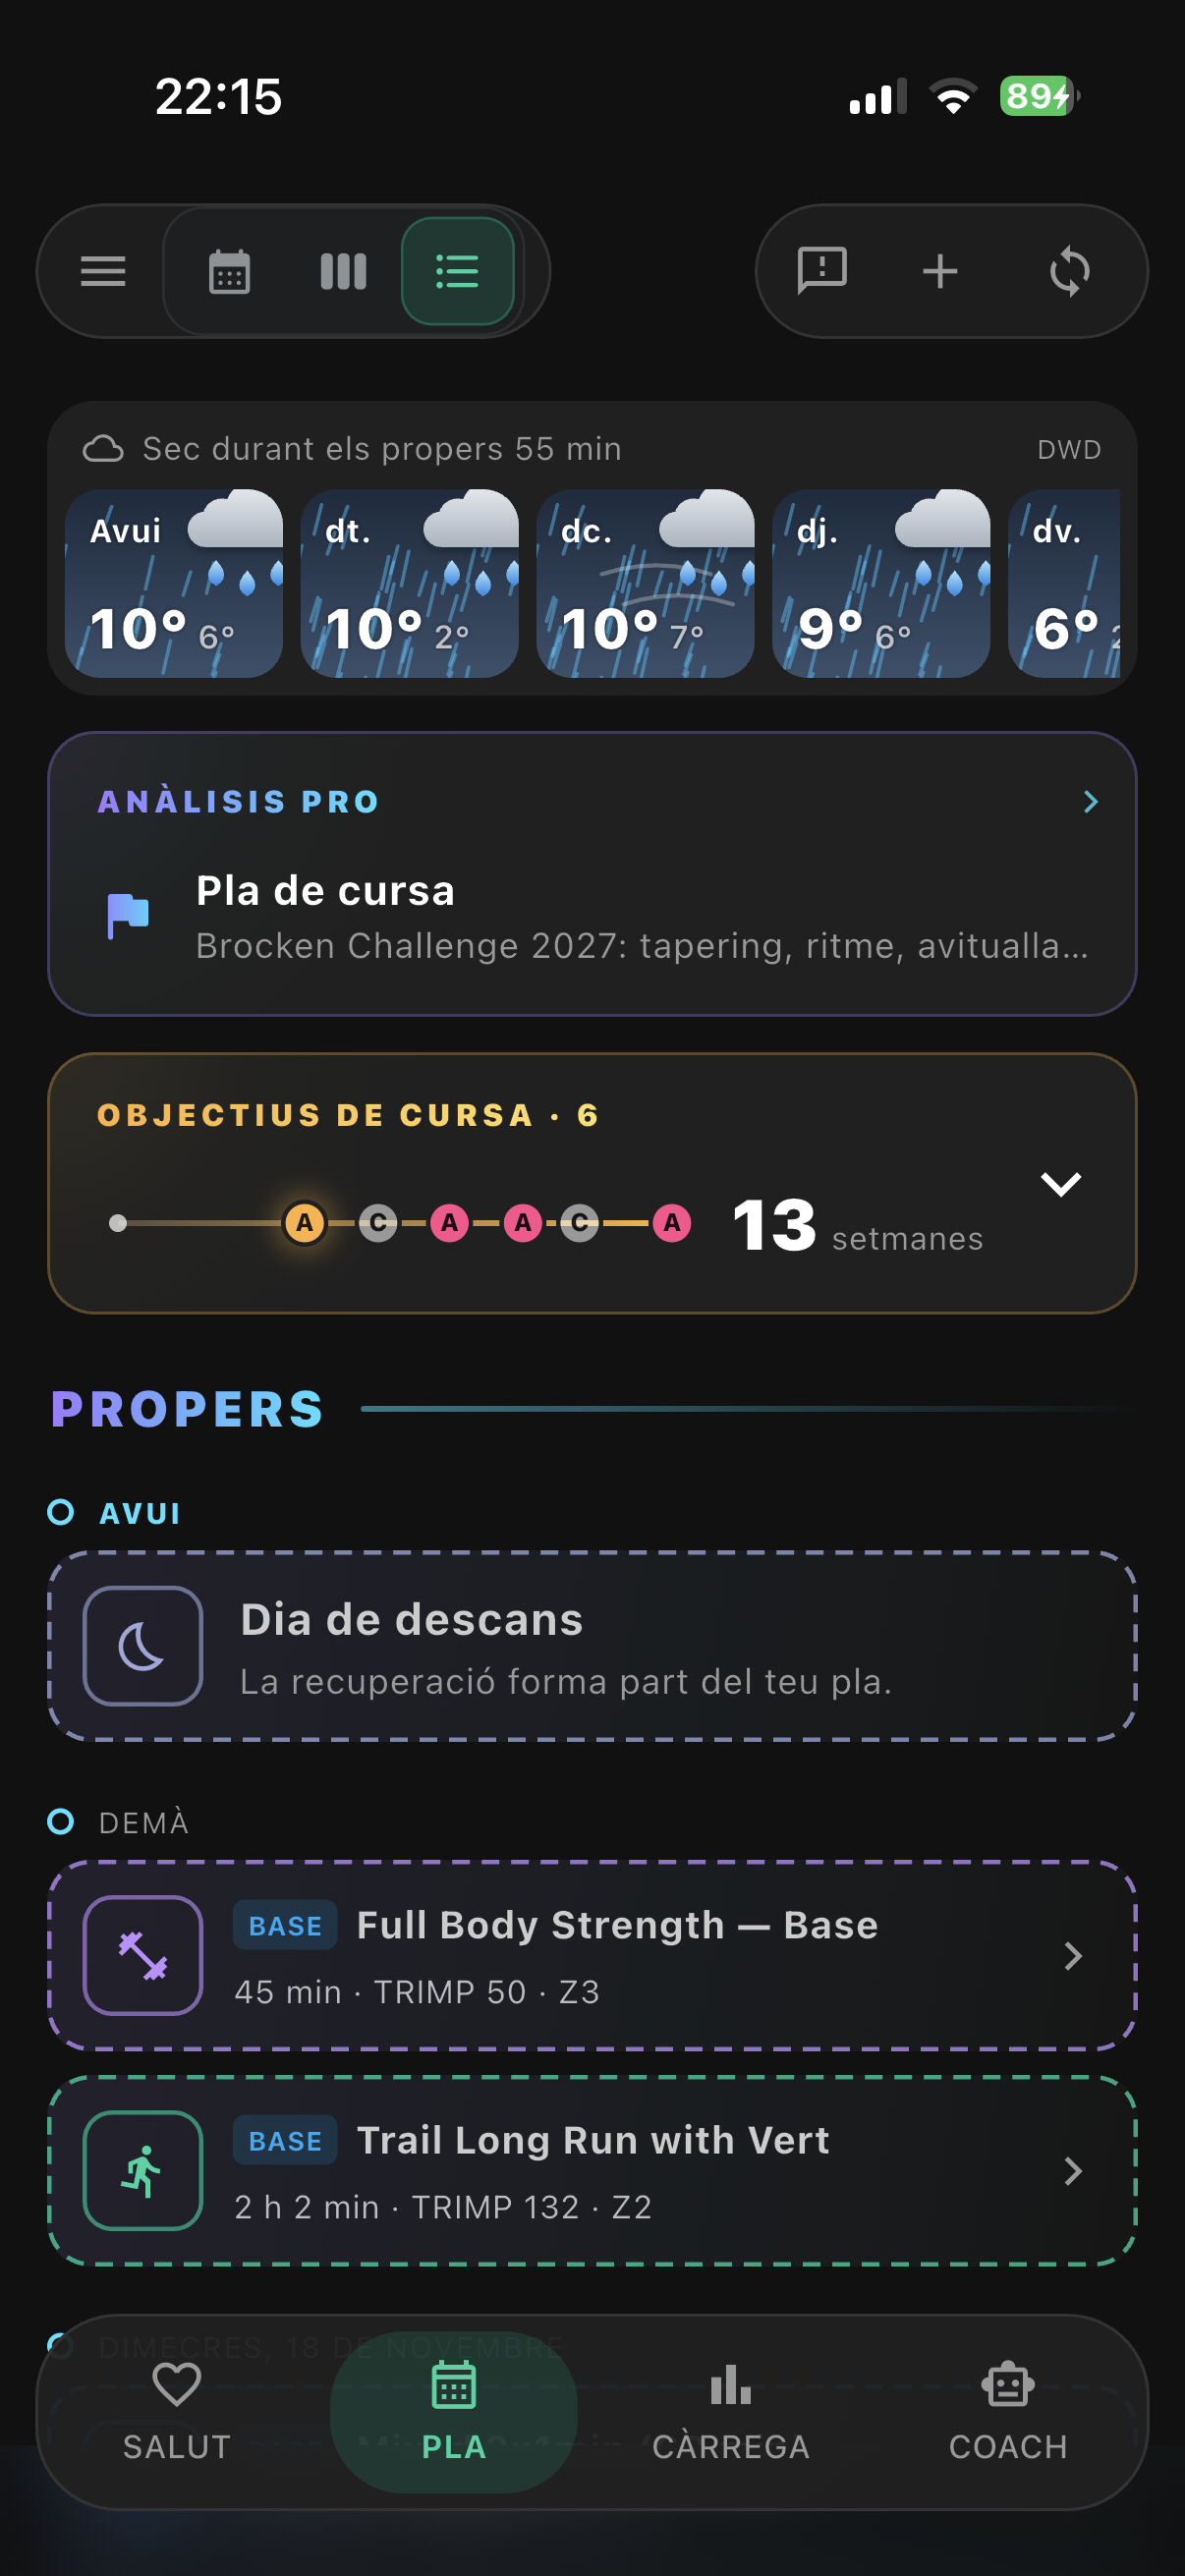 22:15
89
Sec durant els propers 55 min
DWD
Avui
10° 6°
dt.
10° 2°
dc.
10° 7°
dj.
9° 6°
dv.
6°
ANÀLISIS PRO
Pla de cursa
Brocken Challenge 2027: tapering, ritme, avitualla...
OBJECTIUS DE CURSA · 6
A C A A C A
13 setmanes
PROPERS
AVUI
Dia de descans
La recuperació forma part del teu pla.
DEMÀ
BASE Full Body Strength — Base
45 min · TRIMP 50 · Z3
BASE Trail Long Run with Vert
2 h 2 min · TRIMP 132 · Z2
DIMECRES, 18 DE NOVEMBRE
SALUT
PLA
CÀRREGA
COACH